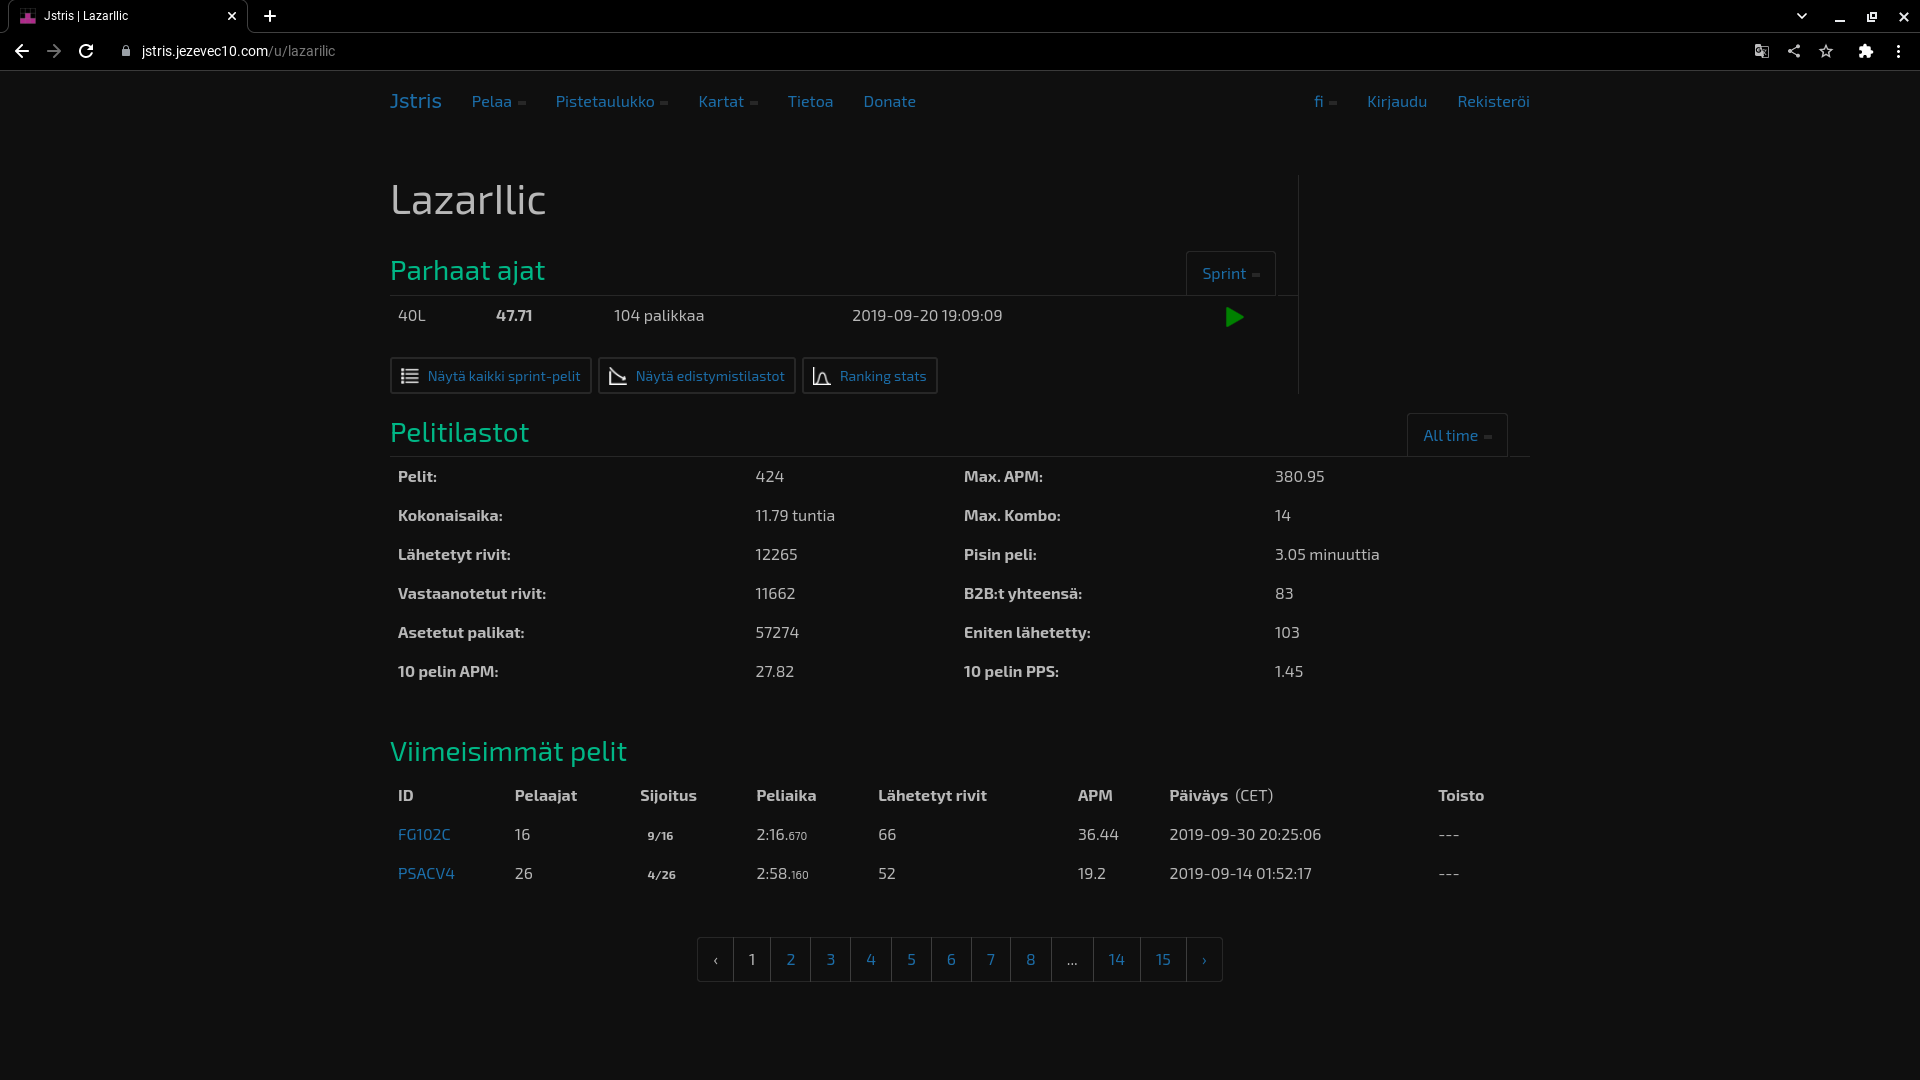 Jstris | LazarIlic
jstris.jezevec10.com/u/lazarilic
Jstris Pelaa Pistetaulukko Kartat Tietoa Donate fi Kirjaudu Rekisteröi
LazarIlic
Parhaat ajat Sprint
40L 47.71 104 palikkaa 2019-09-20 19:09:09
Näytä kaikki sprint-pelit Näytä edistymistilastot Ranking stats
Pelitilastot All time
Pelit: 424 Max. APM: 380.95
Kokonaisaika: 11.79 tuntia Max. Kombo: 14
Lähetetyt rivit: 12265 Pisin peli: 3.05 minuuttia
Vastaanotetut rivit: 11662 B2B:t yhteensä: 83
Asetetut palikat: 57274 Eniten lähetetty: 103
10 pelin APM: 27.82 10 pelin PPS: 1.45
Viimeisimmät pelit
ID Pelaajat Sijoitus Peliaika Lähetetyt rivit APM Päiväys (CET) Toisto
FG102C 16 9/16 2:16.670 66 36.44 2019-09-30 20:25:06 ---
PSACV4 26 4/26 2:58.160 52 19.2 2019-09-14 01:52:17 ---
‹ 1 2 3 4 5 6 7 8 ... 14 15 ›